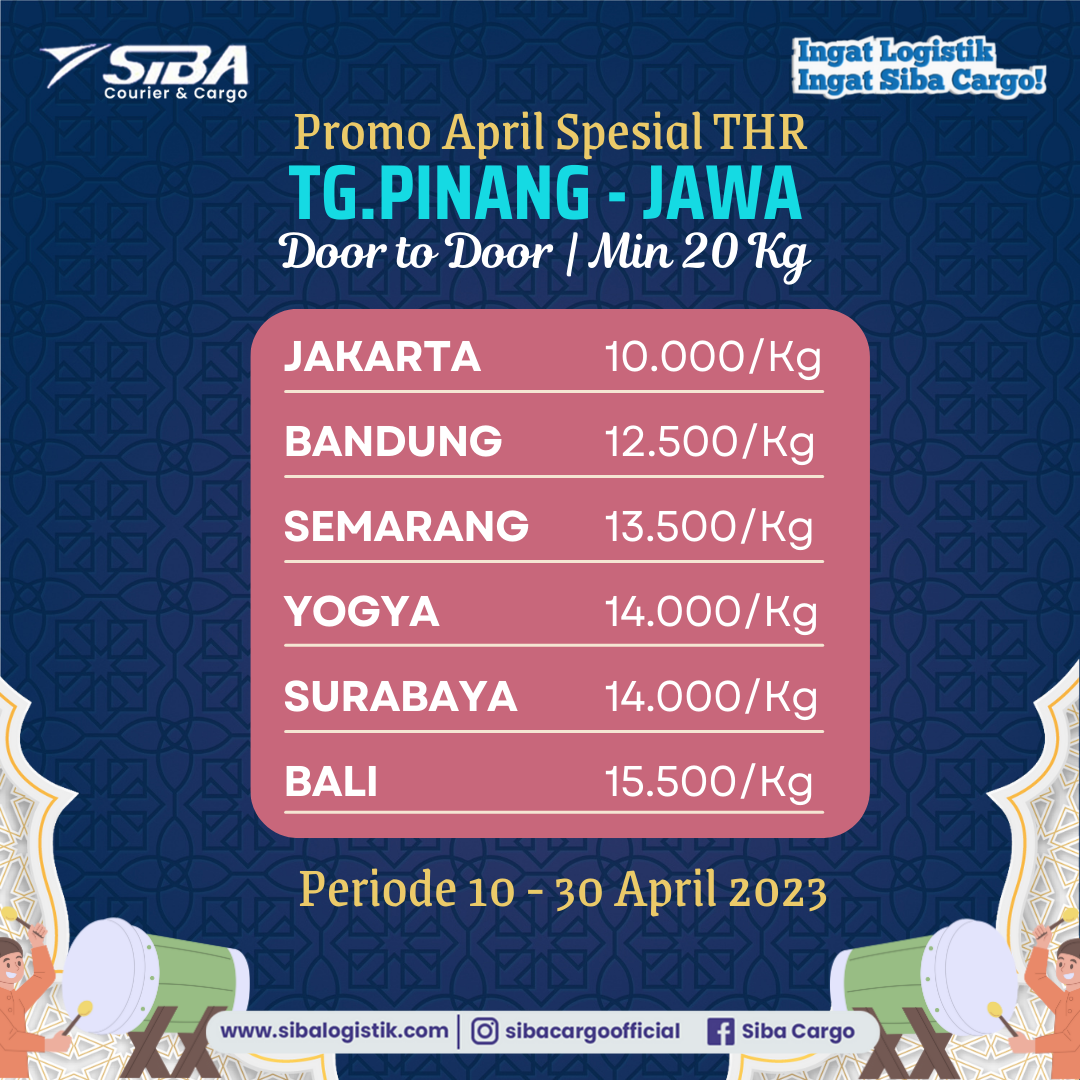 SIBA
Courier & Cargo
Ingat Logistik
Ingat Siba Cargo!
Promo April Spesial THR
TG.PINANG - JAWA
Door to Door | Min 20 Kg
JAKARTA 10.000/Kg
BANDUNG 12.500/Kg
SEMARANG 13.500/Kg
YOGYA 14.000/Kg
SURABAYA 14.000/Kg
BALI 15.500/Kg
Periode 10 - 30 April 2023
www.sibalogistik.com | sibacargoofficial Siba Cargo